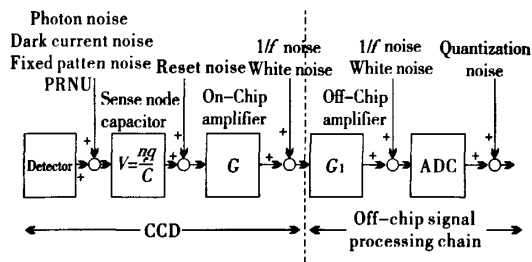 Photon noise
Dark current noise
Fixed patten noise
PRNU
Reset noise
1/f noise
White noise
1/f noise
White noise
Quantization
noise
Sense node
capacitor
On-Chip
amplifier
Off-Chip
amplifier
+ + + + + +
Detector + V=nq/C + G + G1 + ADC +
CCD
Off-chip signal
processing chain